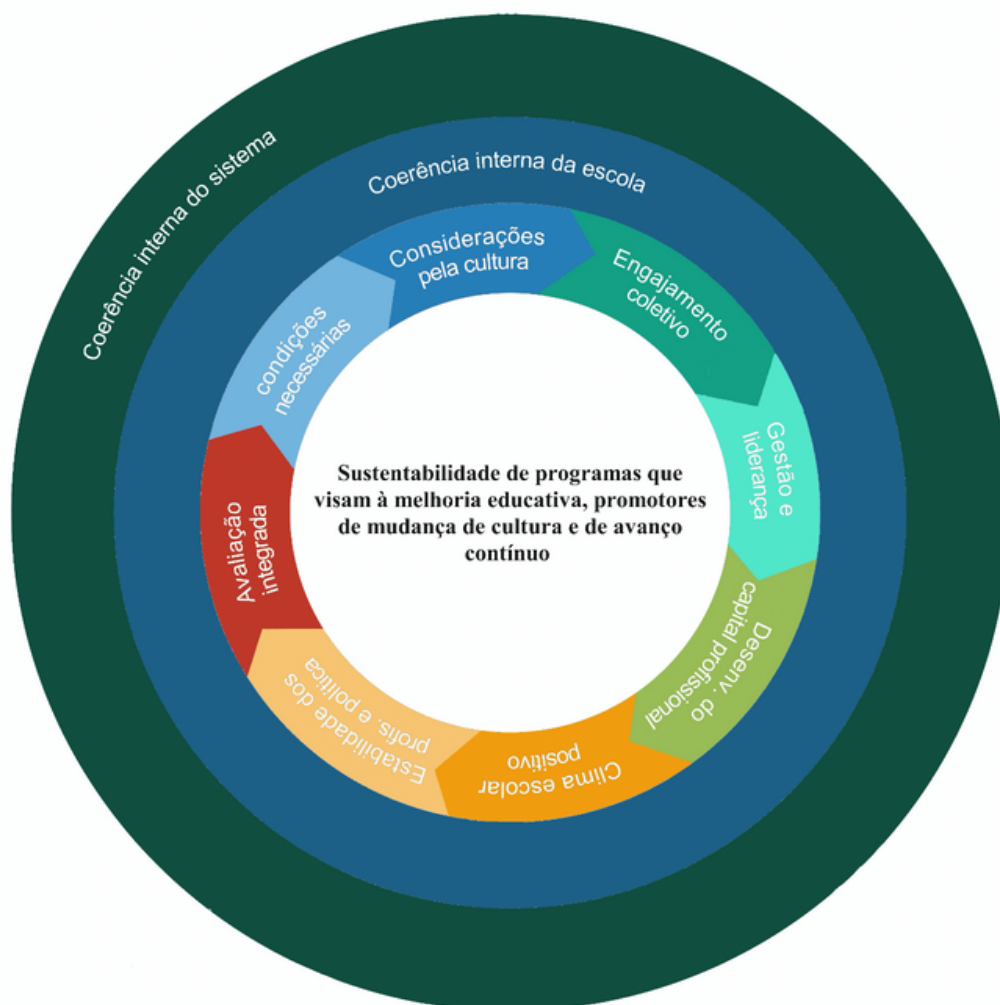 Coerência interna do sistema
Coerência interna da escola
Considerações
pela cultura
Engajamento
coletivo
Gestão e
liderança
Desenv. do
capital profissional
Clima escolar
positivo
Estabilidade dos
profis. e política
Avaliação
integrada
condições
necessárias
Sustentabilidade de programas que
visam à melhoria educativa, promotores
de mudança de cultura e de avanço
contínuo